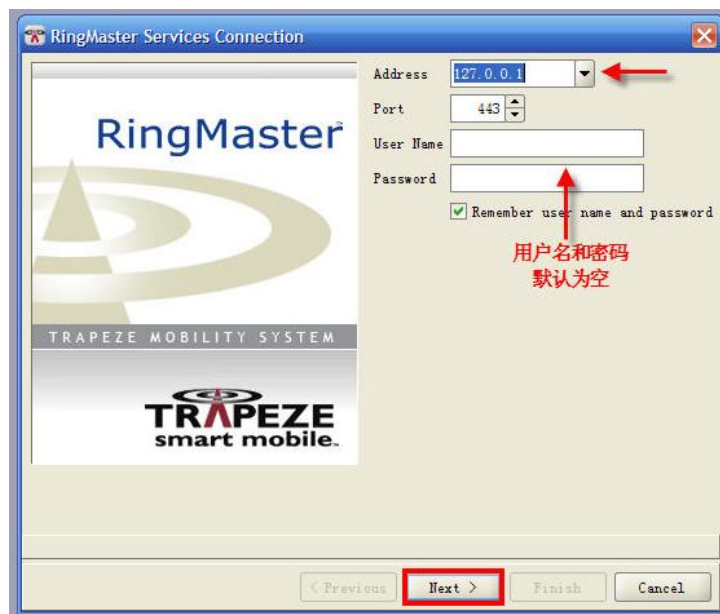 RingMaster Services Connection
RingMaster™
TRAPEZE MOBILITY SYSTEM
TRAPEZE
smart mobile.
Address 127.0.0.1
Port 443
User Name
Password
Remember user name and password
用户名和密码
默认为空
< Previous Next > Finish Cancel